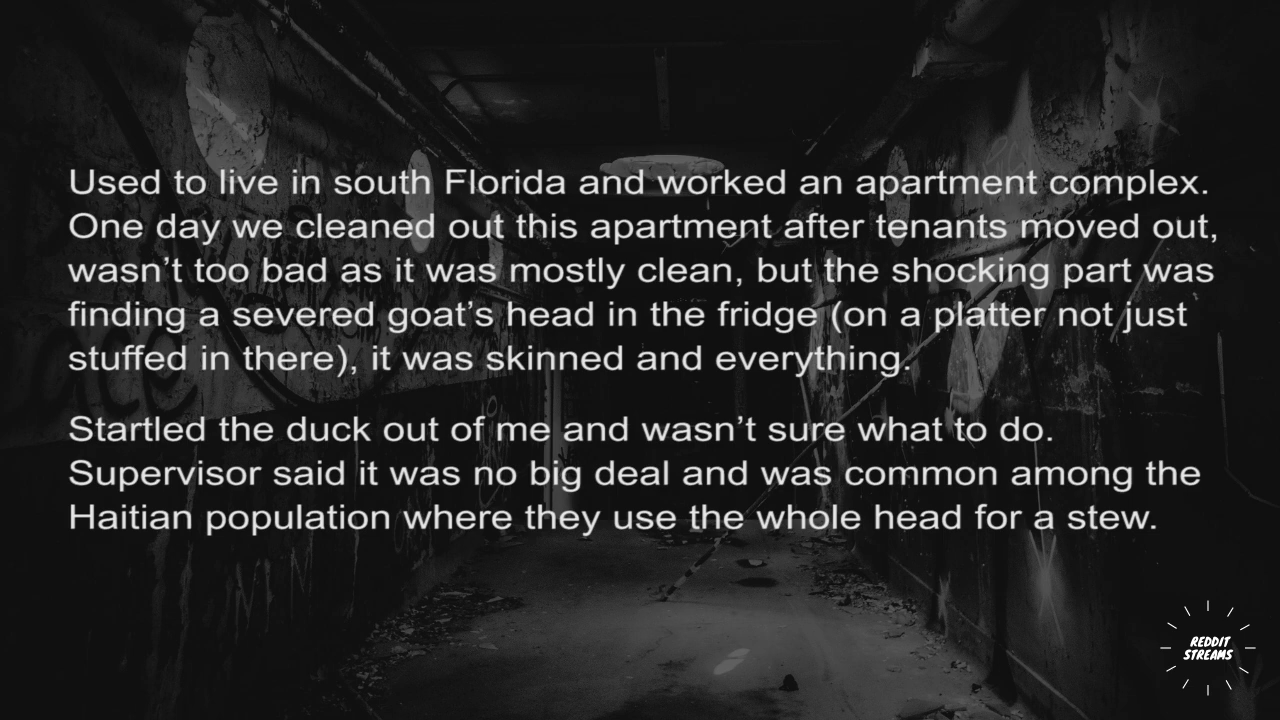 Used to live in south Florida and worked an apartment complex.
One day we cleaned out this apartment after tenants moved out,
wasn’t too bad as it was mostly clean, but the shocking part was
finding a severed goat’s head in the fridge (on a platter not just
stuffed in there), it was skinned and everything.
Startled the duck out of me and wasn’t sure what to do.
Supervisor said it was no big deal and was common among the
Haitian population where they use the whole head for a stew.
REDDIT
STREAMS